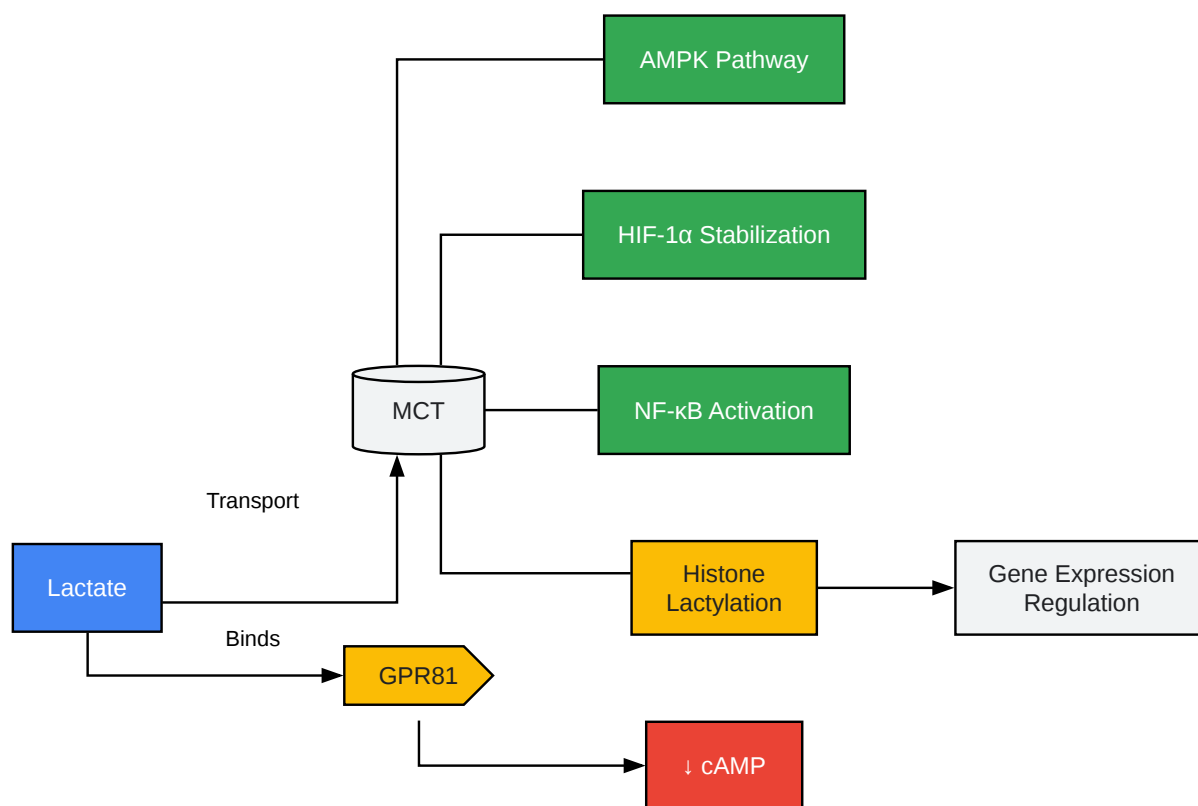 AMPK Pathway
HIF-1α Stabilization
MCT
NF-κB Activation
Transport
Lactate
Histone
Lactylation
Gene Expression
Regulation
Binds
GPR81
↓ cAMP